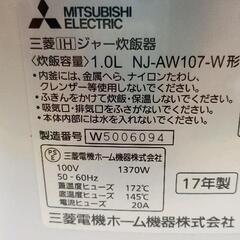 MITSUBISHI
ELECTRIC
三菱IHジャー炊飯器
〈炊飯容量〉1.0L NJ-AW107-W形
・内釜には、金属へら、ナイロンたわし、
クレンザー等使用しないでください。
・ふきんをかけて炊飯・保温しないでください。
・吸気口・排気口をふさがないでください。
・本体内部には水を入れないでください。
製造番号 W5006094
三菱電機ホーム機器株式会社
100V 1370W
50-60Hz
蓋温度ヒューズ 172℃
胴温度ヒューズ 145℃
電流ヒューズ 20A
17年製
三菱電機ホーム機器株式会社